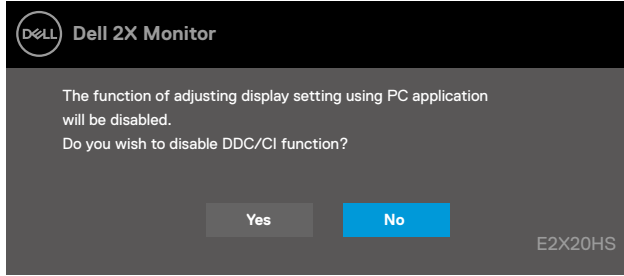 DELL Dell 2X Monitor
The function of adjusting display setting using PC application
will be disabled.
Do you wish to disable DDC/CI function?
Yes No
E2X20HS